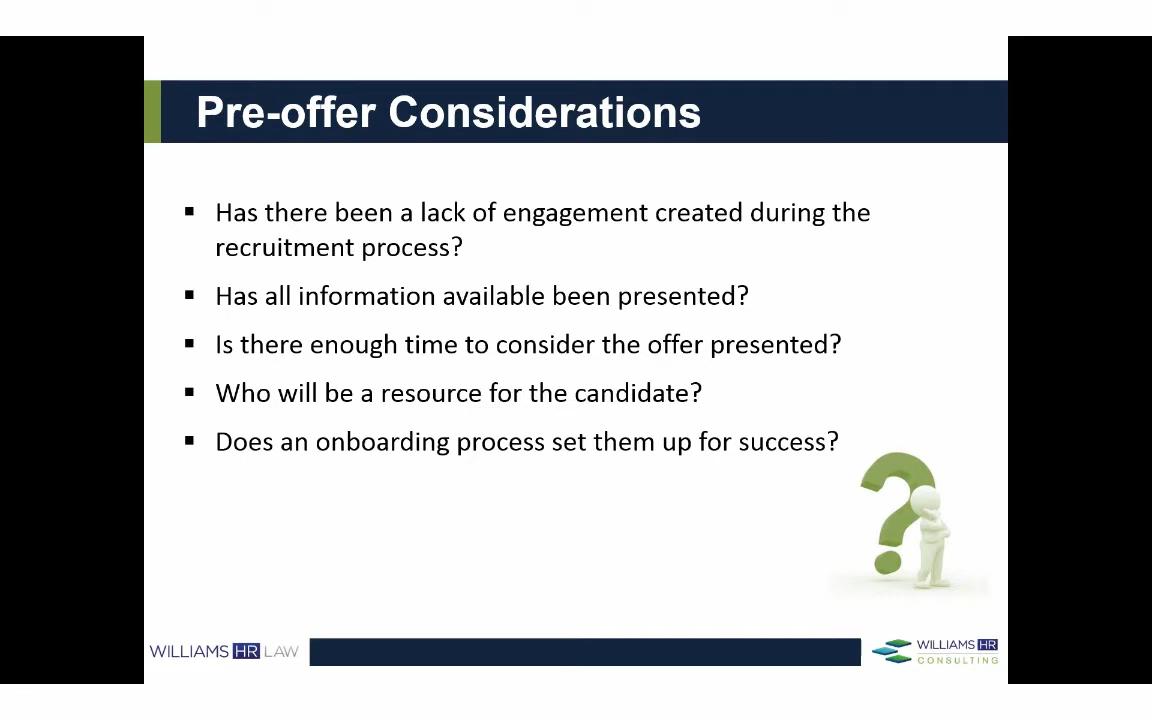 Pre-offer Considerations
▪ Has there been a lack of engagement created during the
recruitment process?
▪ Has all information available been presented?
▪ Is there enough time to consider the offer presented?
▪ Who will be a resource for the candidate?
▪ Does an onboarding process set them up for success?
?
WILLIAMS HR LAW
WILLIAMS HR
CONSULTING